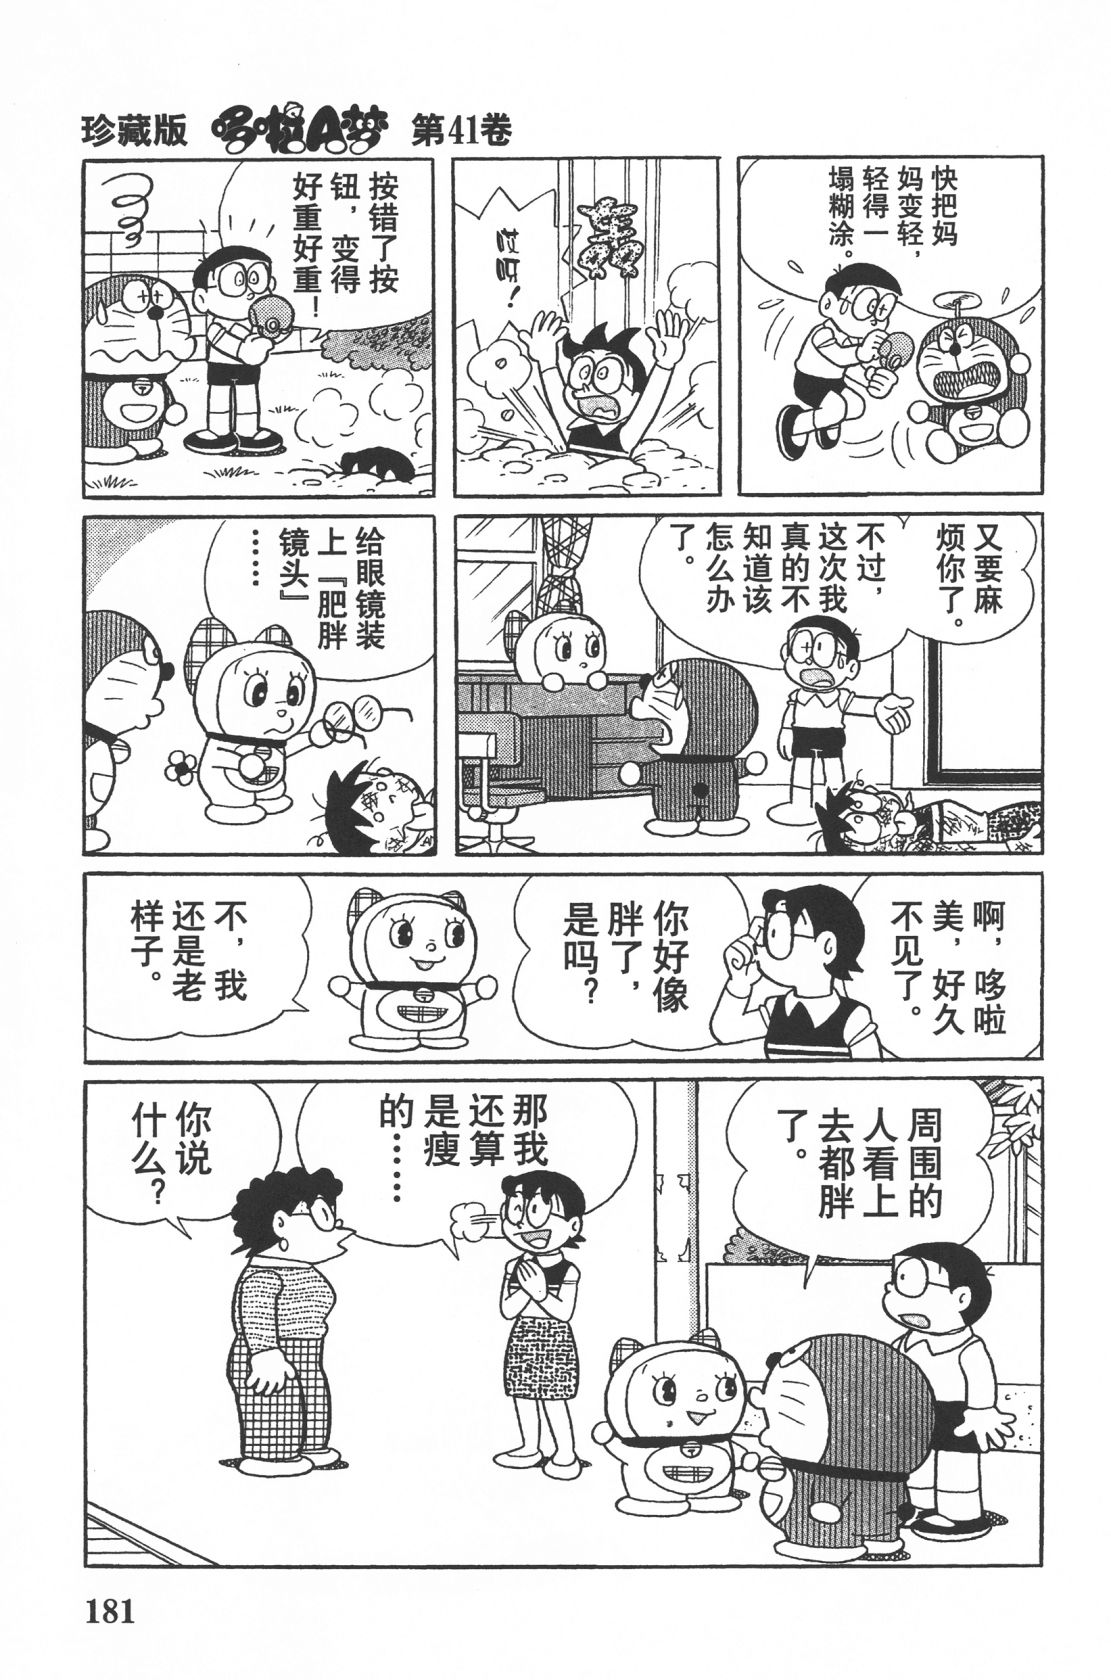 珍藏版 哆啦A梦 第41卷
快把妈
妈变轻，
轻得一
塌糊涂。
按错了按
钮，变得
好重好重！
又要麻
烦你了。
不过，
这次我
真的不
知道该
怎么办
了。
给眼镜装
上『肥胖
镜头』
……
啊，哆啦
美，好久
不见了。
你好像
胖了，
是吗？
不，我
还是老
样子。
周围的
人看上
去都胖
了。
那我
还算
是瘦
的……
你说
什么？
181